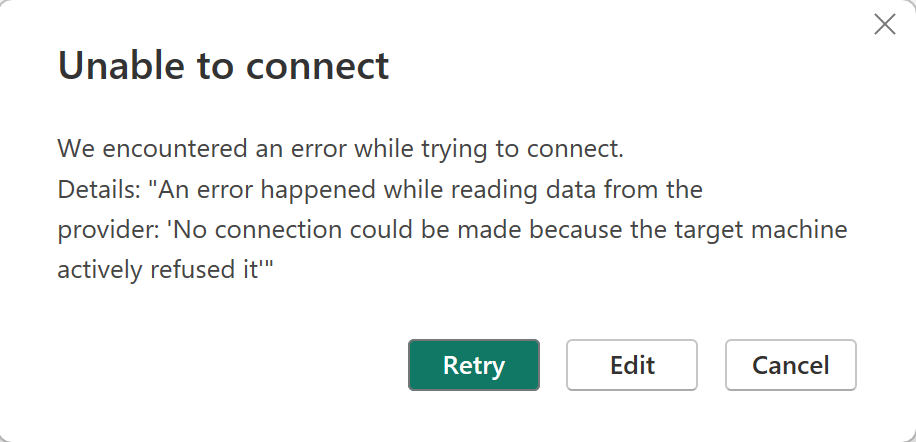 Unable to connect
We encountered an error while trying to connect.
Details: "An error happened while reading data from the
provider: 'No connection could be made because the target machine
actively refused it'"
Retry Edit Cancel